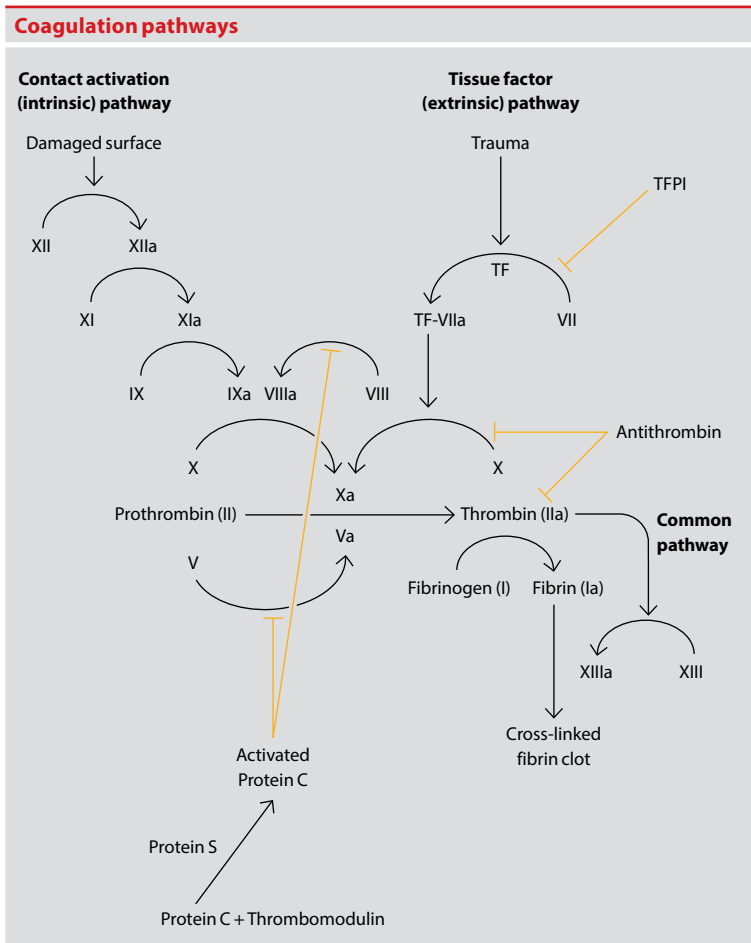 Coagulation pathways
Contact activation
(intrinsic) pathway
Tissue factor
(extrinsic) pathway
Damaged surface
Trauma
TFPI
XII
XIIa
TF
XI
XIa
TF-VIIa
VII
IX
IXa
VIIIa
VIII
Antithrombin
X
X
Xa
Prothrombin (II)
Thrombin (IIa)
Common
pathway
Va
V
Fibrinogen (I)
Fibrin (Ia)
XIIIa
XIII
Cross-linked
fibrin clot
Activated
Protein C
Protein S
Protein C + Thrombomodulin